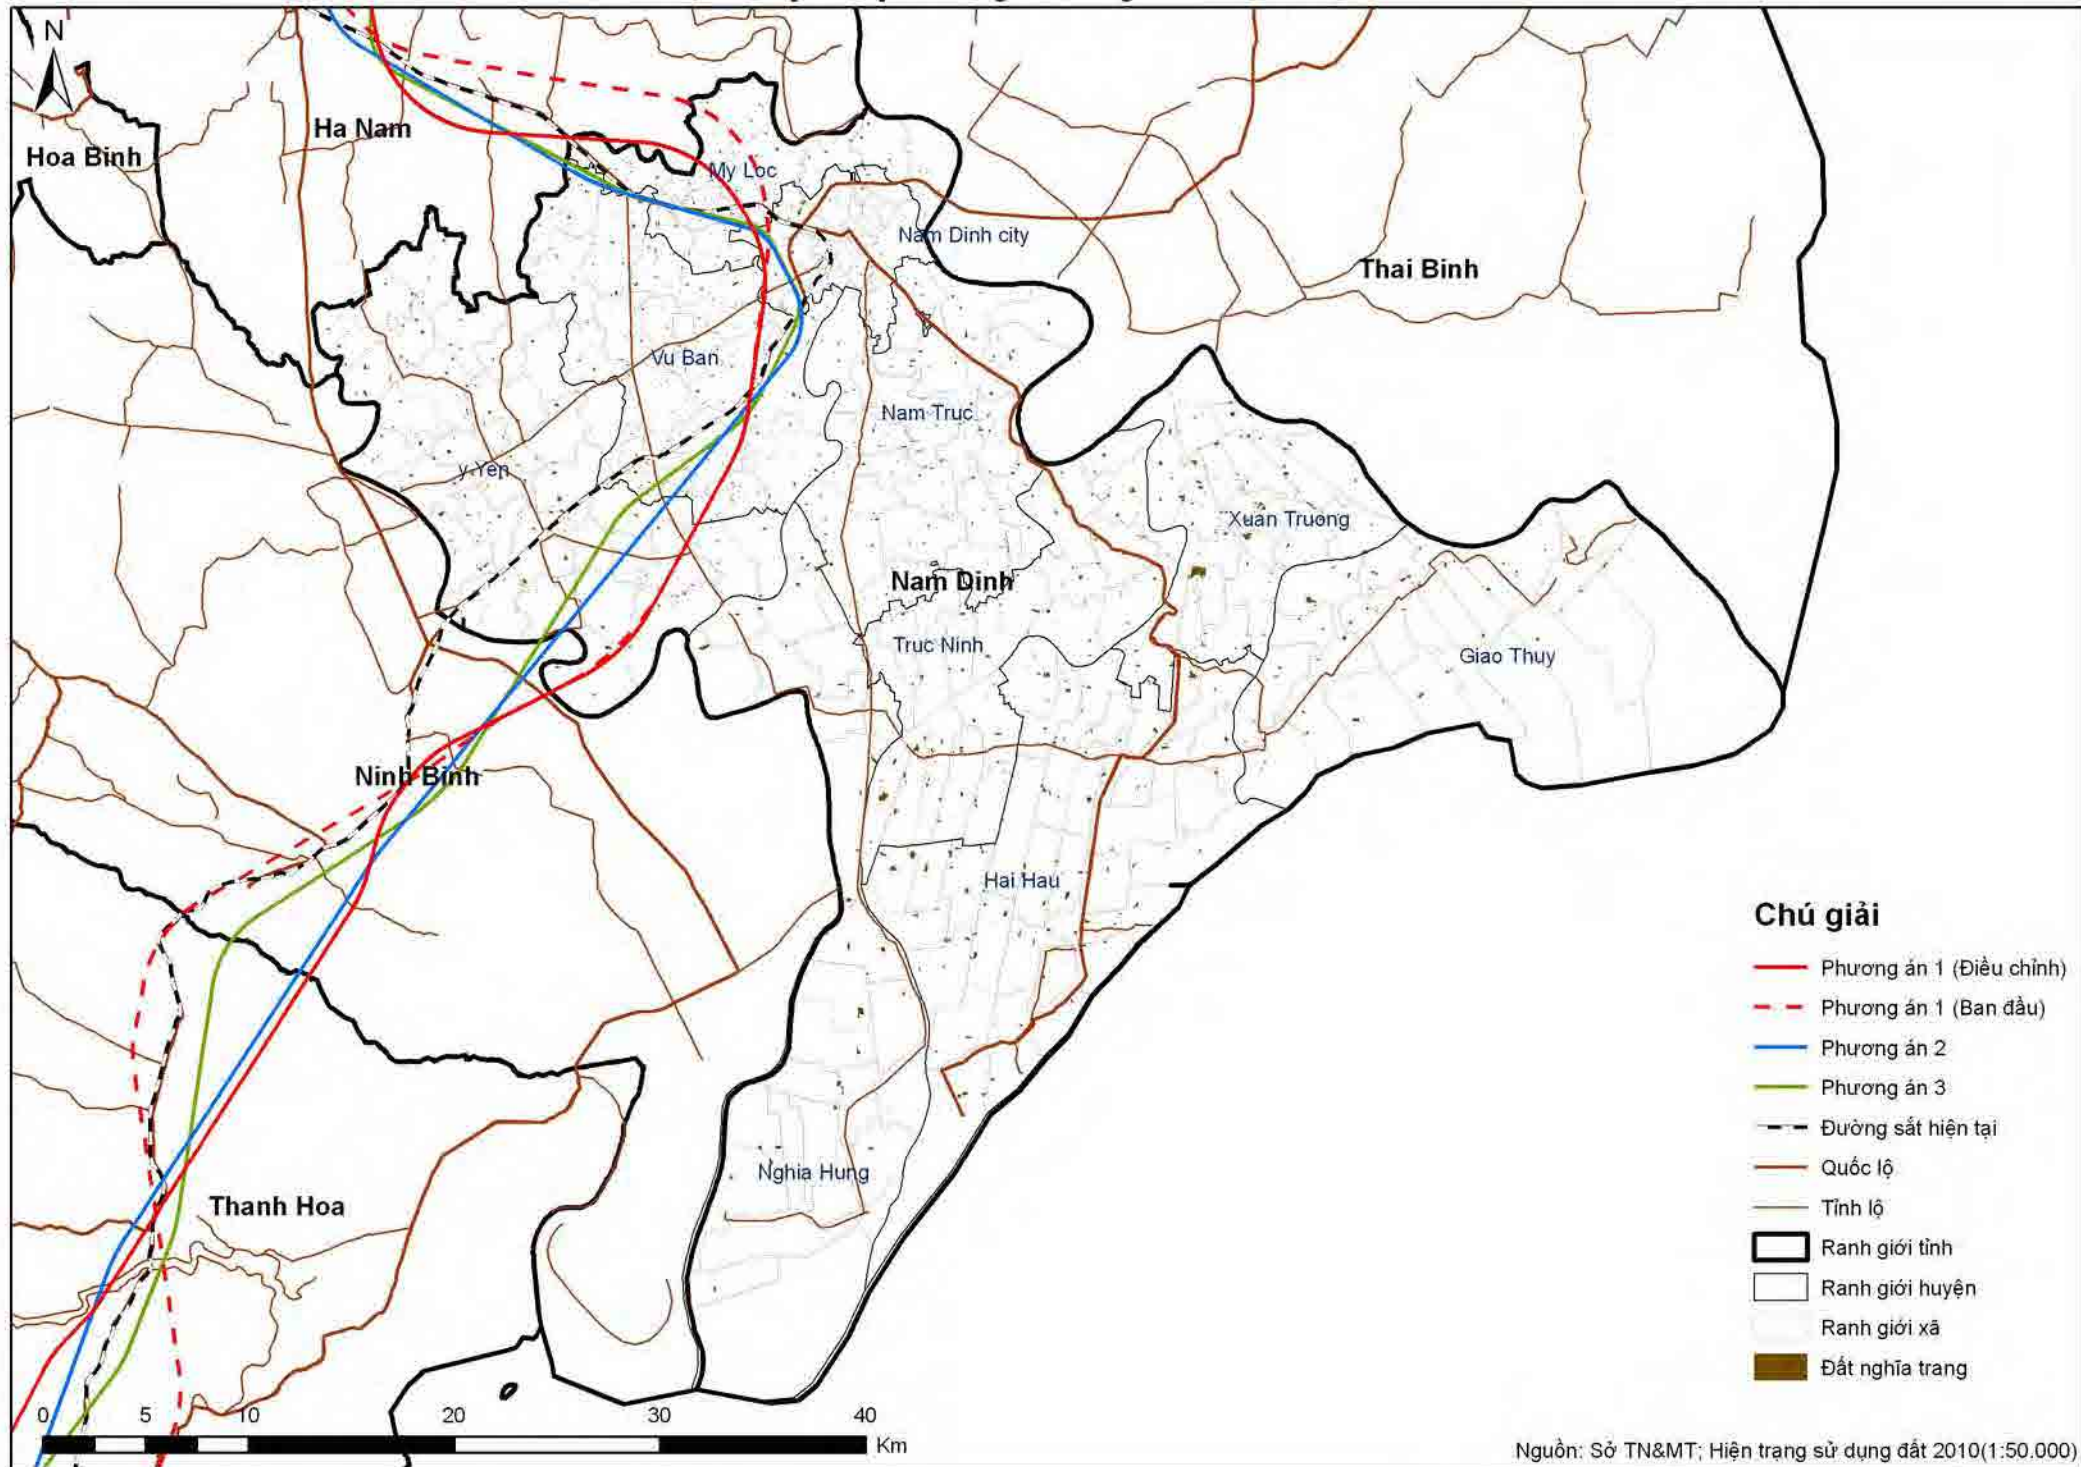 N
Ha Nam
Hoa Binh
My Loc
Nam Dinh city
Thai Binh
Vu Ban
Nam Truc
y Yen
Xuan Truong
Nam Dinh
Truc Ninh
Giao Thuy
Ninh Binh
Hai Hau
Nghia Hung
Thanh Hoa
Chú giải
Phương án 1 (Điều chỉnh)
Phương án 1 (Ban đầu)
Phương án 2
Phương án 3
Đường sắt hiện tại
Quốc lộ
Tỉnh lộ
Ranh giới tỉnh
Ranh giới huyện
Ranh giới xã
Đất nghĩa trang
0 5 10 20 30 40
Km
Nguồn: Sở TN&MT; Hiện trạng sử dụng đất 2010(1:50.000)